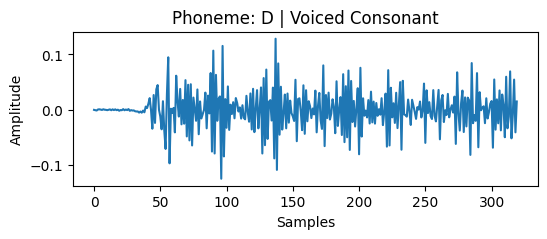 Phoneme: D | Voiced Consonant
0.1
0.0
−0.1
Amplitude
0 50 100 150 200 250 300
Samples